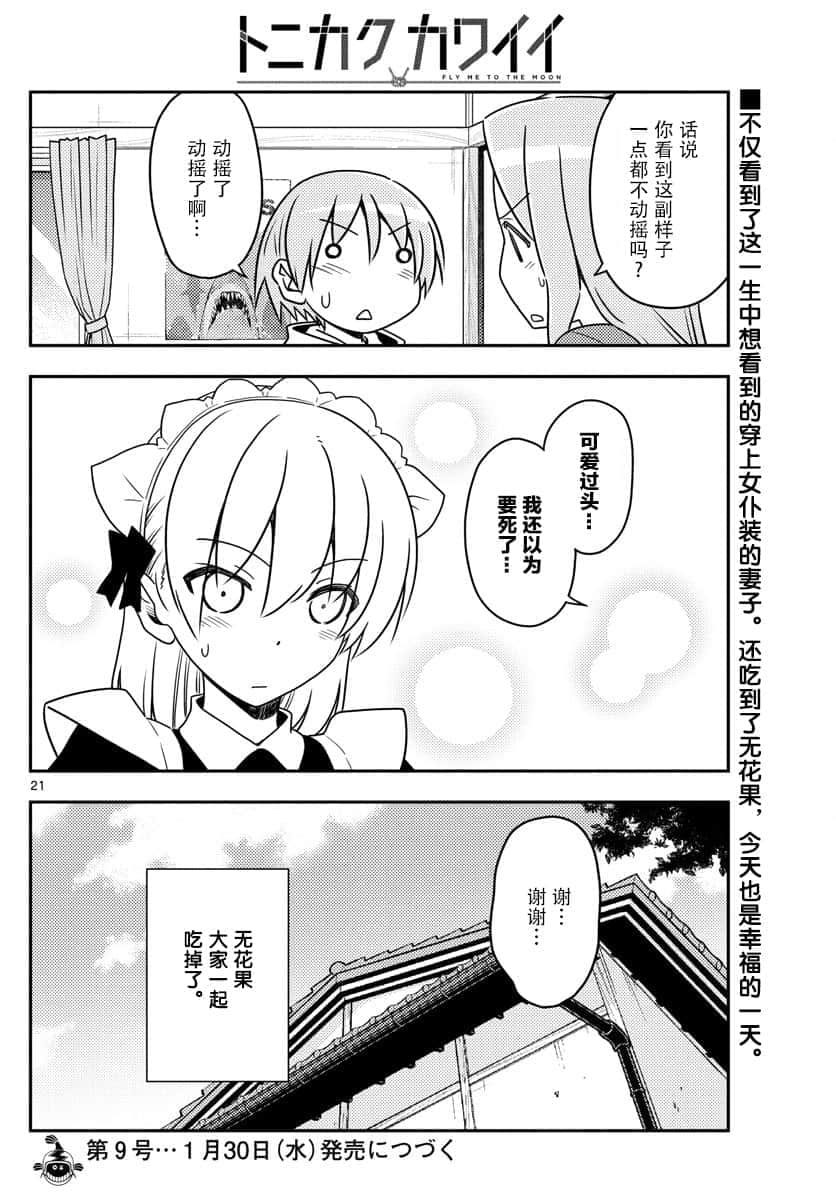 トニカクカワイイ
FLY ME TO THE MOON
■不仅看到了这一生中想看到的穿上女仆装的妻子。还吃到了无花果，今天也是幸福的一天。
话说
你看到这副样子
一点都不动摇吗?
动摇了
动摇了啊…
S
可爱过头…
我还以为
要死了…
21
谢…
谢谢…
无花果
大家一起
吃掉了。
第9号…1月30日(水)発売につづく